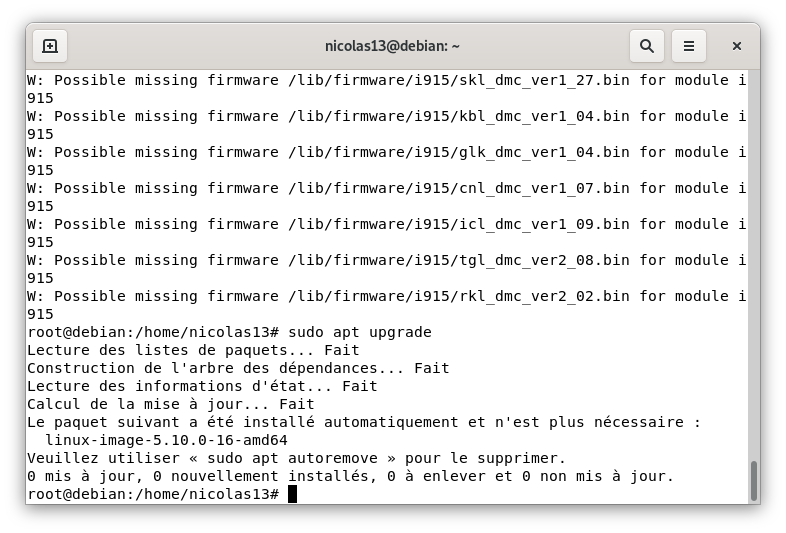 nicolas13@debian: ~
W: Possible missing firmware /lib/firmware/i915/skl_dmc_ver1_27.bin for module i
915
W: Possible missing firmware /lib/firmware/i915/kbl_dmc_ver1_04.bin for module i
915
W: Possible missing firmware /lib/firmware/i915/glk_dmc_ver1_04.bin for module i
915
W: Possible missing firmware /lib/firmware/i915/cnl_dmc_ver1_07.bin for module i
915
W: Possible missing firmware /lib/firmware/i915/icl_dmc_ver1_09.bin for module i
915
W: Possible missing firmware /lib/firmware/i915/tgl_dmc_ver2_08.bin for module i
915
W: Possible missing firmware /lib/firmware/i915/rkl_dmc_ver2_02.bin for module i
915
root@debian:/home/nicolas13# sudo apt upgrade
Lecture des listes de paquets... Fait
Construction de l'arbre des dépendances... Fait
Lecture des informations d'état... Fait
Calcul de la mise à jour... Fait
Le paquet suivant a été installé automatiquement et n'est plus nécessaire :
  linux-image-5.10.0-16-amd64
Veuillez utiliser « sudo apt autoremove » pour le supprimer.
0 mis à jour, 0 nouvellement installés, 0 à enlever et 0 non mis à jour.
root@debian:/home/nicolas13#